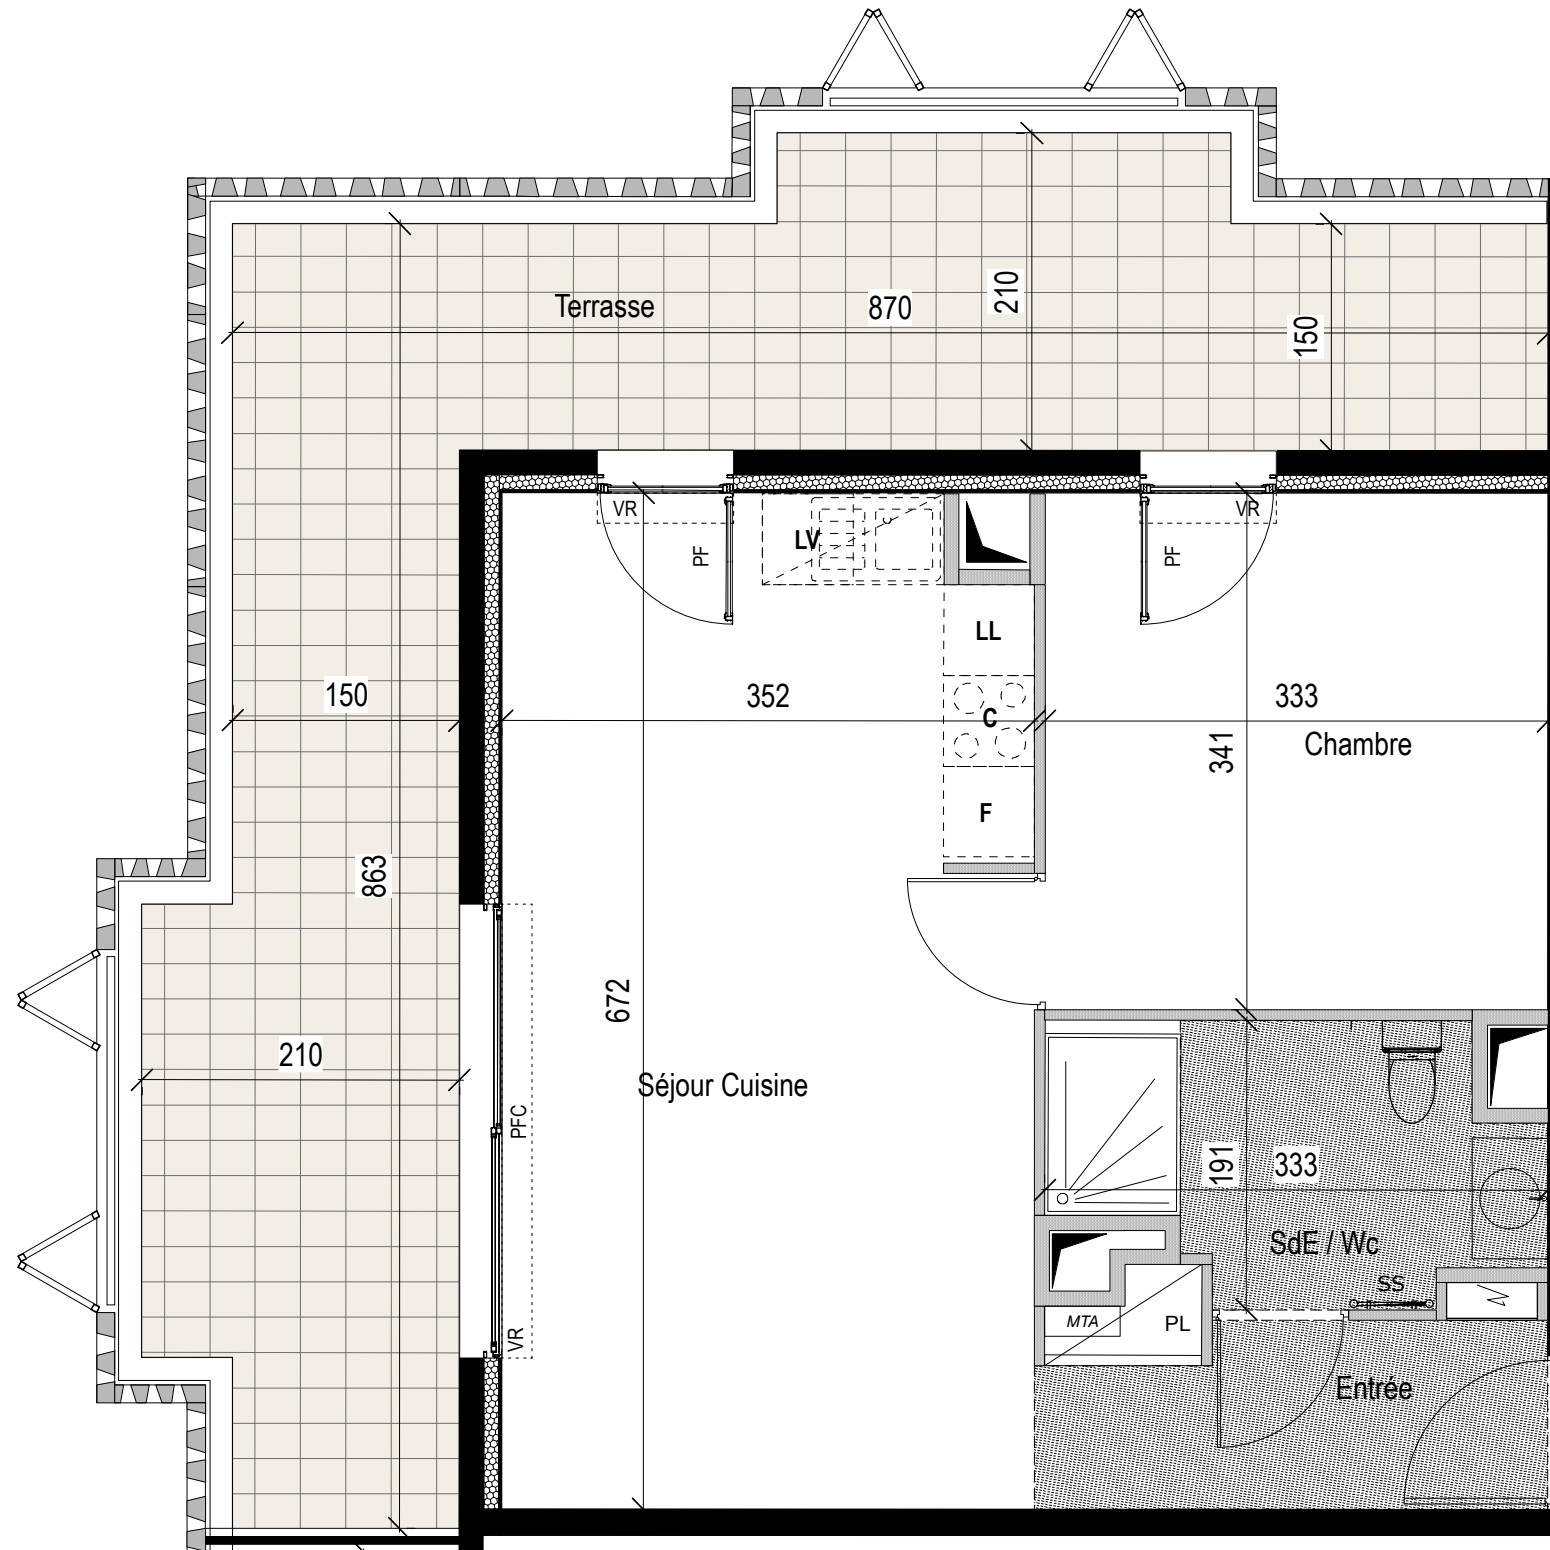 Terrasse
870
210
150
VR
PF
LV
VR
PF
LL
150
352
C
333
341
Chambre
863
F
672
210
Séjour Cuisine
PFC
191
333
SdE / Wc
SS
VR
MTA
PL
Entrée